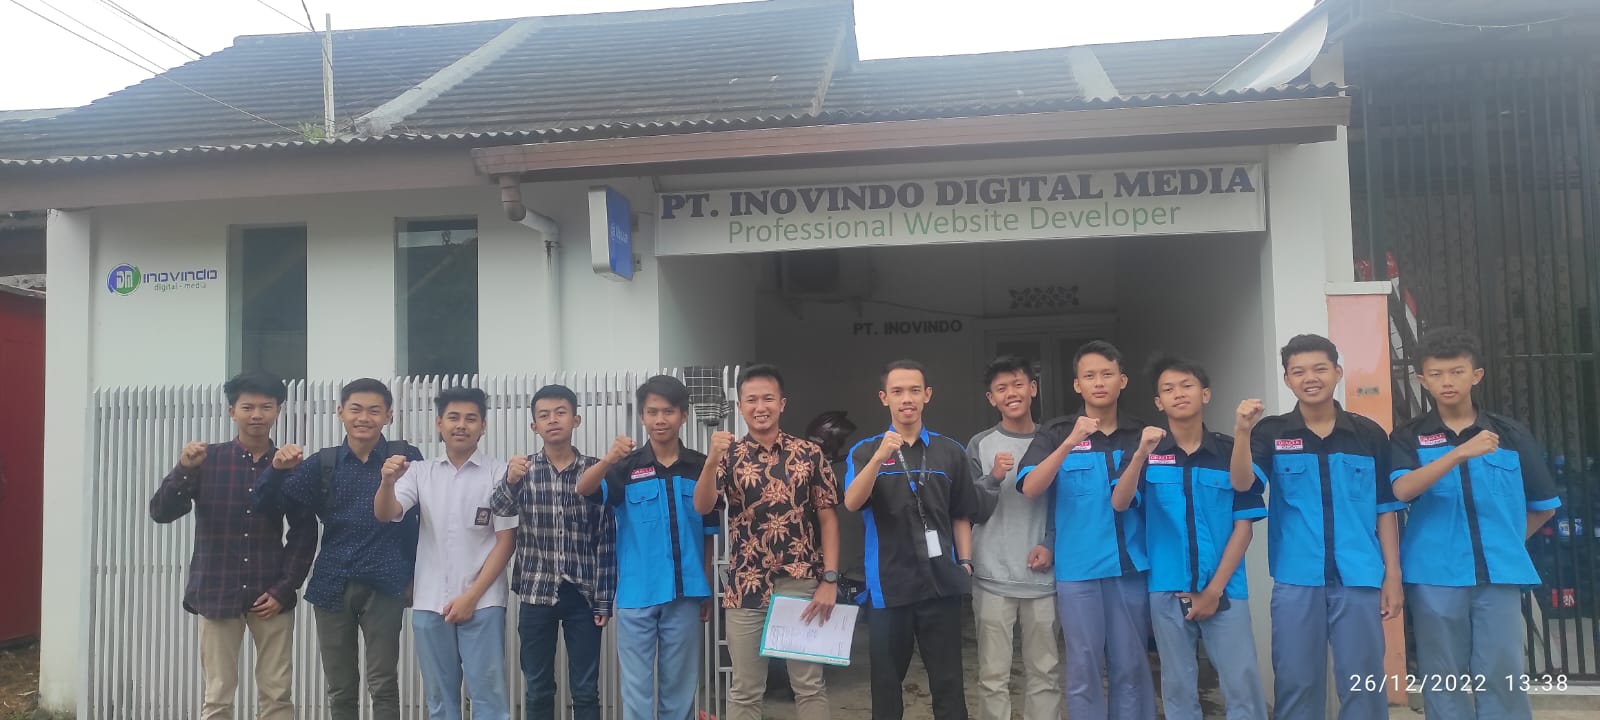 PT. INOVINDO DIGITAL MEDIA
Professional Website Developer
INOVINDO
digital - media
PT. INOVINDO
26/12/2022 13:38